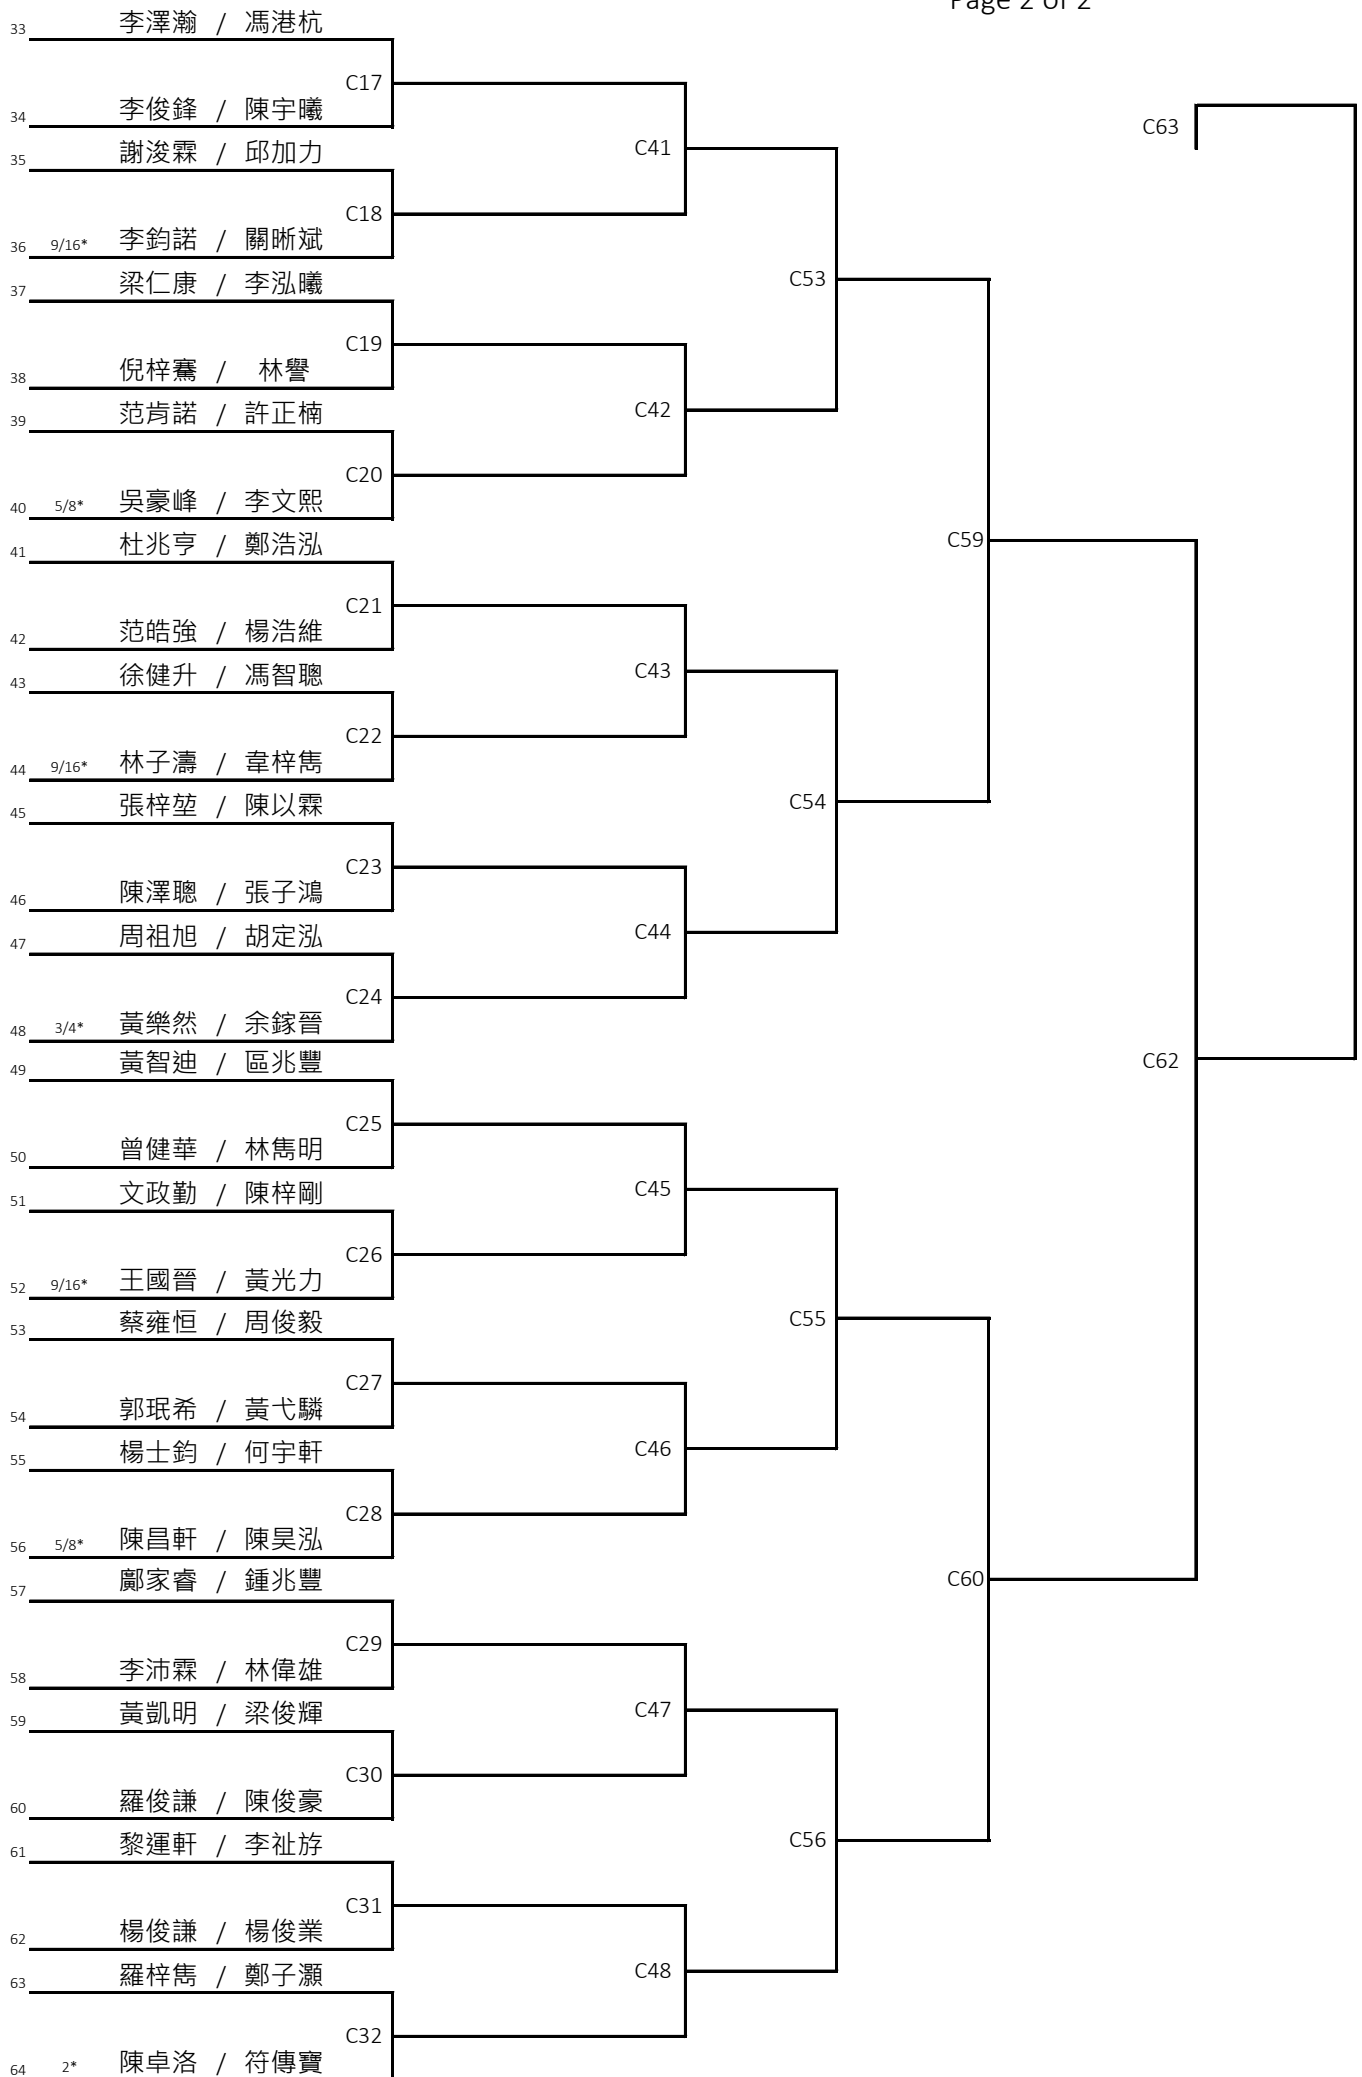 Page 2 of 2
33 李澤瀚 / 馮港杭
C17
34 李俊鋒 / 陳宇曦
C63
35 謝浚霖 / 邱加力
C41
C18
36 9/16* 李鈞諾 / 關晰斌
37 梁仁康 / 李泓曦
C53
C19
38 倪梓騫 / 林譽
39 范肯諾 / 許正楠
C42
C20
40 5/8* 吳豪峰 / 李文熙
41 杜兆亨 / 鄭浩泓
C59
C21
42 范皓強 / 楊浩維
43 徐健升 / 馮智聰
C43
C22
44 9/16* 林子濤 / 韋梓雋
45 張梓堃 / 陳以霖
C54
C23
46 陳澤聰 / 張子鴻
47 周祖旭 / 胡定泓
C44
C24
48 3/4* 黃樂然 / 余鎵晉
49 黃智迪 / 區兆豐
C62
C25
50 曾健華 / 林雋明
51 文政勤 / 陳梓剛
C45
C26
52 9/16* 王國晉 / 黃光力
53 蔡雍恒 / 周俊毅
C55
C27
54 郭珉希 / 黃弋驎
55 楊士鈞 / 何宇軒
C46
C28
56 5/8* 陳昌軒 / 陳昊泓
57 鄺家睿 / 鍾兆豐
C60
C29
58 李沛霖 / 林偉雄
59 黃凱明 / 梁俊輝
C47
C30
60 羅俊謙 / 陳俊豪
61 黎運軒 / 李祉斿
C56
C31
62 楊俊謙 / 楊俊業
63 羅梓雋 / 鄭子灝
C48
C32
64 2* 陳卓洛 / 符傳寶